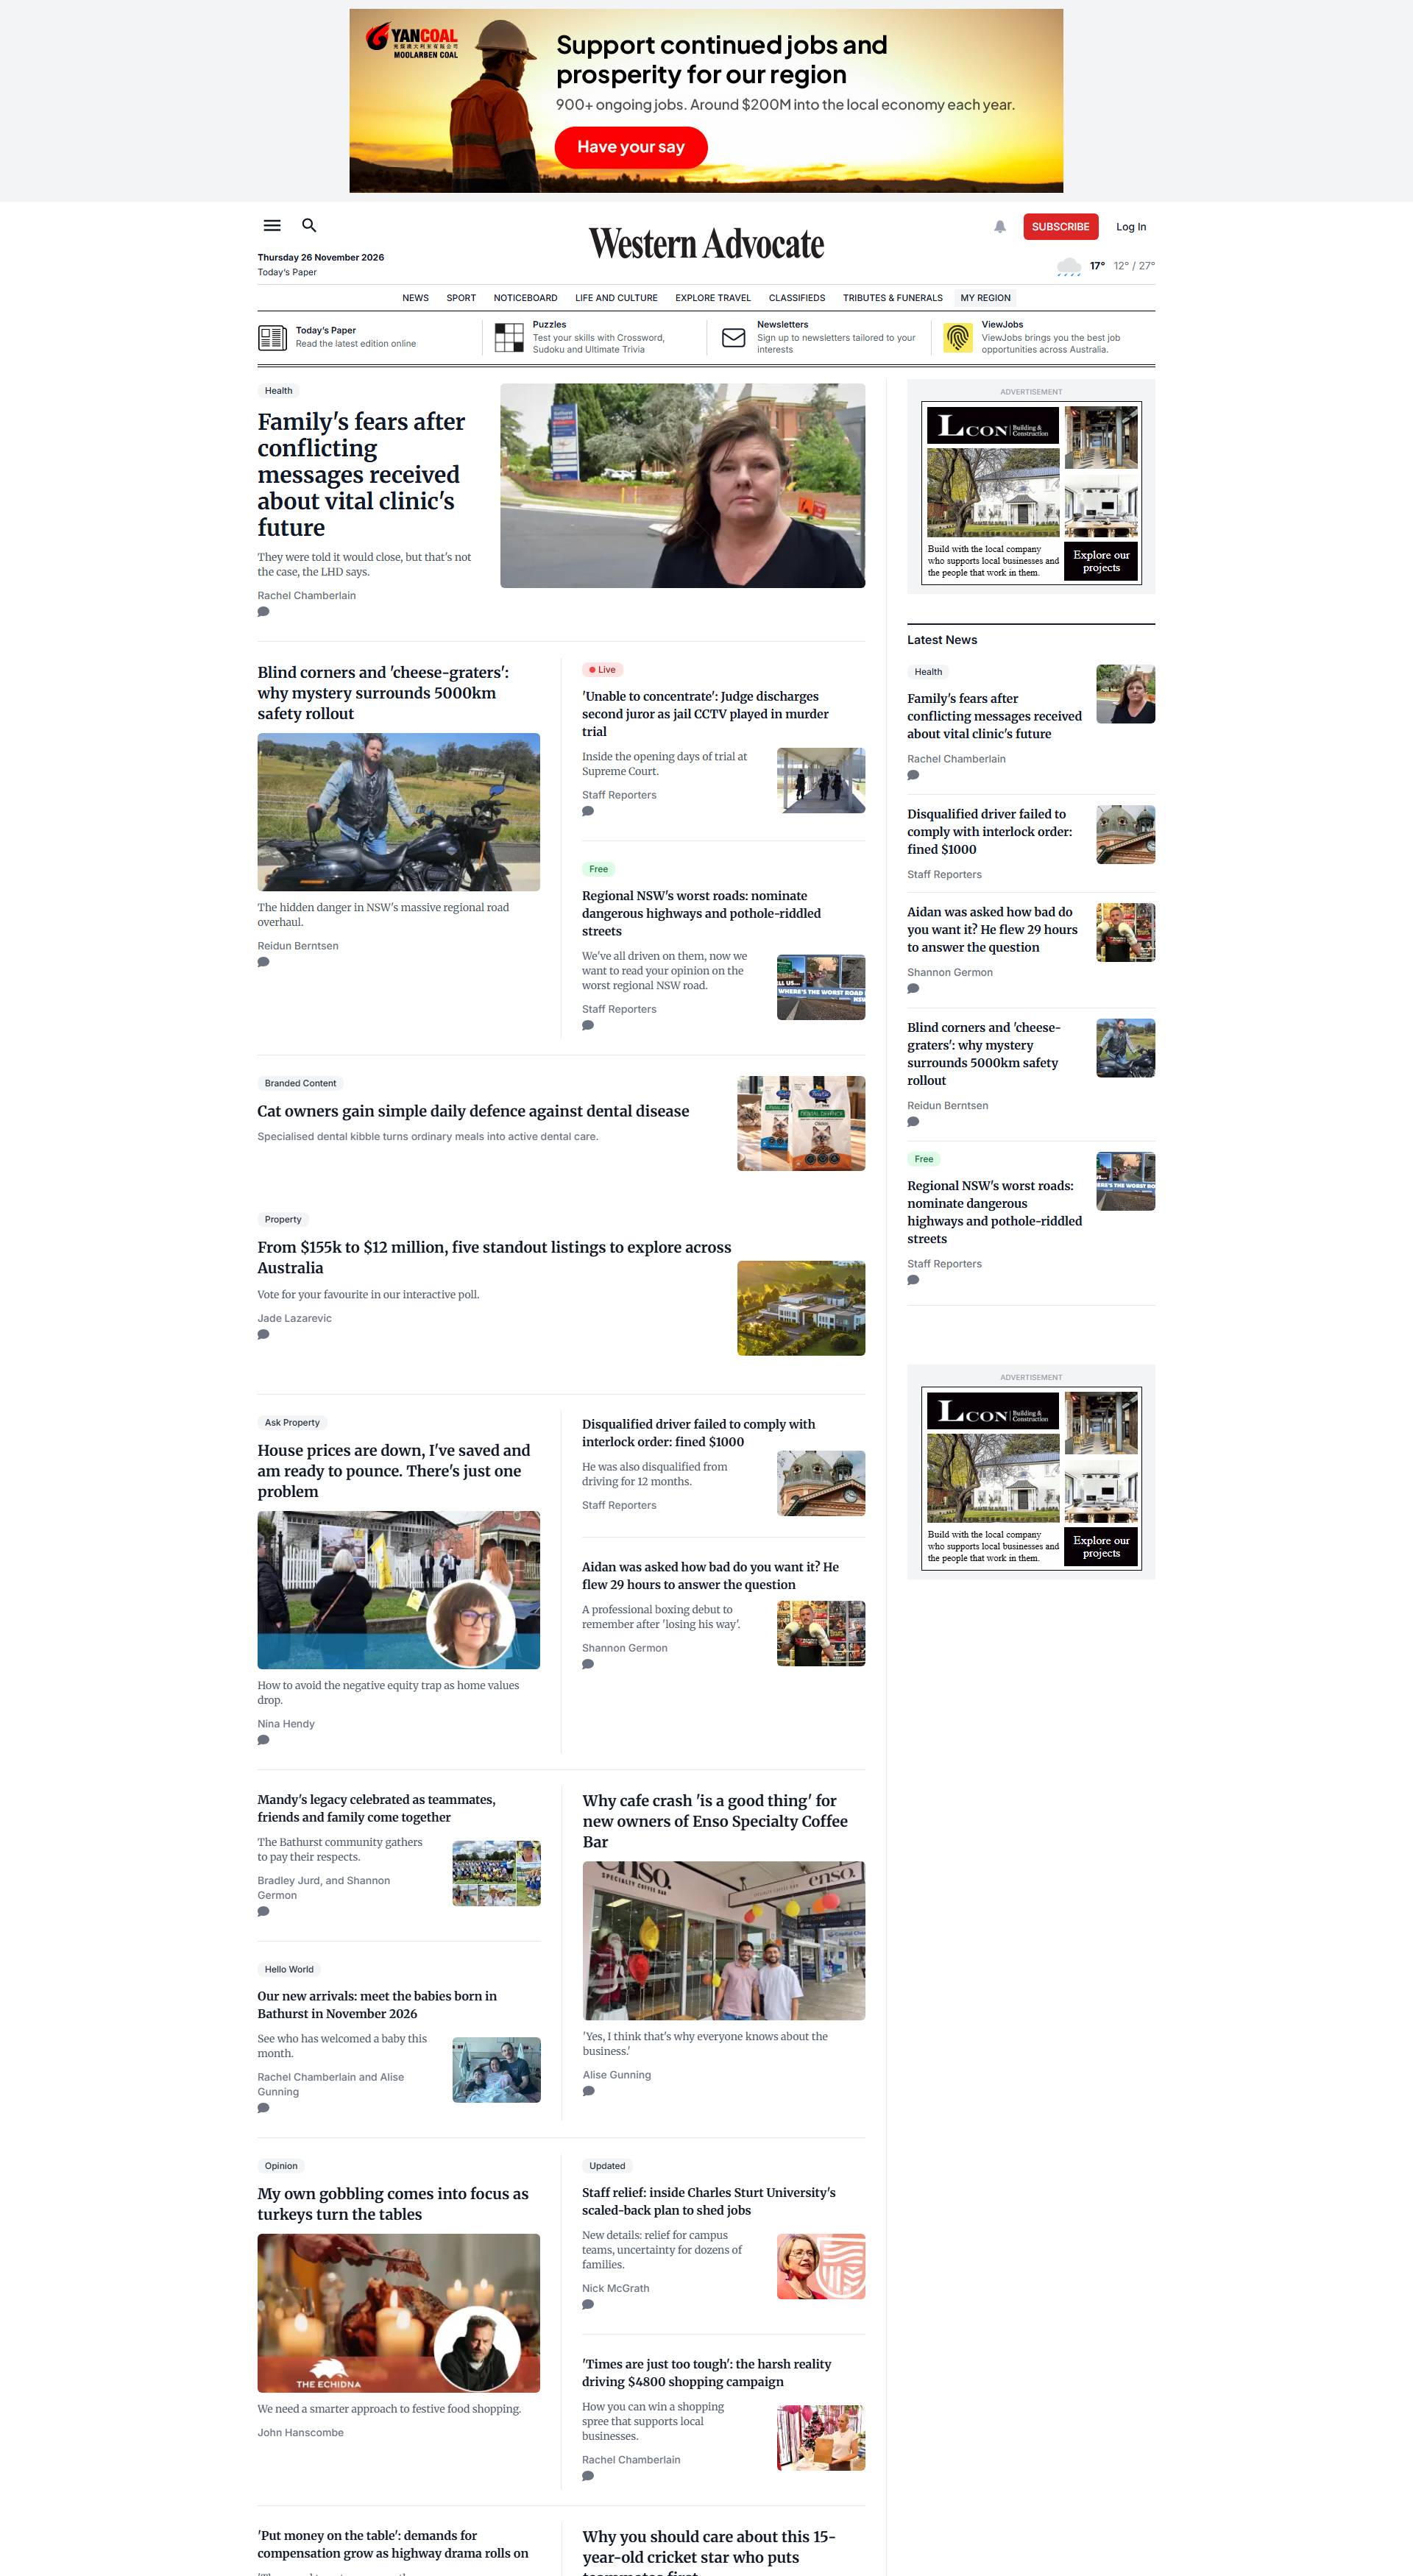 YANCOAL
MOOLARBEN COAL
Support continued jobs and
prosperity for our region
900+ ongoing jobs. Around $200M into the local economy each year.
Have your say
Western Advocate
SUBSCRIBE
Log In
Thursday 26 November 2026
Today's Paper
17° 12° / 27°
NEWS SPORT NOTICEBOARD LIFE AND CULTURE EXPLORE TRAVEL CLASSIFIEDS TRIBUTES & FUNERALS MY REGION
Today's Paper
Read the latest edition online
Puzzles
Test your skills with Crossword,
Sudoku and Ultimate Trivia
Newsletters
Sign up to newsletters tailored to your
interests
ViewJobs
ViewJobs brings you the best job
opportunities across Australia.
Health
Family's fears after
conflicting
messages received
about vital clinic's
future
They were told it would close, but that's not
the case, the LHD says.
Rachel Chamberlain
Blind corners and 'cheese-graters':
why mystery surrounds 5000km
safety rollout
The hidden danger in NSW's massive regional road
overhaul.
Reidun Berntsen
Live
'Unable to concentrate': Judge discharges
second juror as jail CCTV played in murder
trial
Inside the opening days of trial at
Supreme Court.
Staff Reporters
Free
Regional NSW's worst roads: nominate
dangerous highways and pothole-riddled
streets
We've all driven on them, now we
want to read your opinion on the
worst regional NSW road.
Staff Reporters
LL US...
WHERE'S THE WORST ROAD
NSW
Branded Content
Cat owners gain simple daily defence against dental disease
Specialised dental kibble turns ordinary meals into active dental care.
DENTAL DEFENCE
Property
From $155k to $12 million, five standout listings to explore across
Australia
Vote for your favourite in our interactive poll.
Jade Lazarevic
Ask Property
House prices are down, I've saved and
am ready to pounce. There's just one
problem
How to avoid the negative equity trap as home values
drop.
Nina Hendy
Disqualified driver failed to comply with
interlock order: fined $1000
He was also disqualified from
driving for 12 months.
Staff Reporters
Aidan was asked how bad do you want it? He
flew 29 hours to answer the question
A professional boxing debut to
remember after 'losing his way'.
Shannon Germon
Mandy's legacy celebrated as teammates,
friends and family come together
The Bathurst community gathers
to pay their respects.
Bradley Jurd, and Shannon
Germon
Hello World
Our new arrivals: meet the babies born in
Bathurst in November 2026
See who has welcomed a baby this
month.
Rachel Chamberlain and Alise
Gunning
Why cafe crash 'is a good thing' for
new owners of Enso Specialty Coffee
Bar
enso.
SPECIALTY COFFEE BAR
enso.
'Yes, I think that's why everyone knows about the
business.'
Alise Gunning
Opinion
My own gobbling comes into focus as
turkeys turn the tables
THE ECHIDNA
We need a smarter approach to festive food shopping.
John Hanscombe
Updated
Staff relief: inside Charles Sturt University's
scaled-back plan to shed jobs
New details: relief for campus
teams, uncertainty for dozens of
families.
Nick McGrath
'Times are just too tough': the harsh reality
driving $4800 shopping campaign
How you can win a shopping
spree that supports local
businesses.
Rachel Chamberlain
'Put money on the table': demands for
compensation grow as highway drama rolls on
Why you should care about this 15-
year-old cricket star who puts
ADVERTISEMENT
LCON Building & Construction
Build with the local company
who supports local businesses and
the people that work in them.
Explore our
projects
Latest News
Health
Family's fears after
conflicting messages received
about vital clinic's future
Rachel Chamberlain
Disqualified driver failed to
comply with interlock order:
fined $1000
Staff Reporters
Aidan was asked how bad do
you want it? He flew 29 hours
to answer the question
Shannon Germon
Blind corners and 'cheese-
graters': why mystery
surrounds 5000km safety
rollout
Reidun Berntsen
Free
Regional NSW's worst roads:
nominate dangerous
highways and pothole-riddled
streets
Staff Reporters
ERE'S THE WORST RO
ADVERTISEMENT
LCON Building & Construction
Build with the local company
who supports local businesses and
the people that work in them.
Explore our
projects